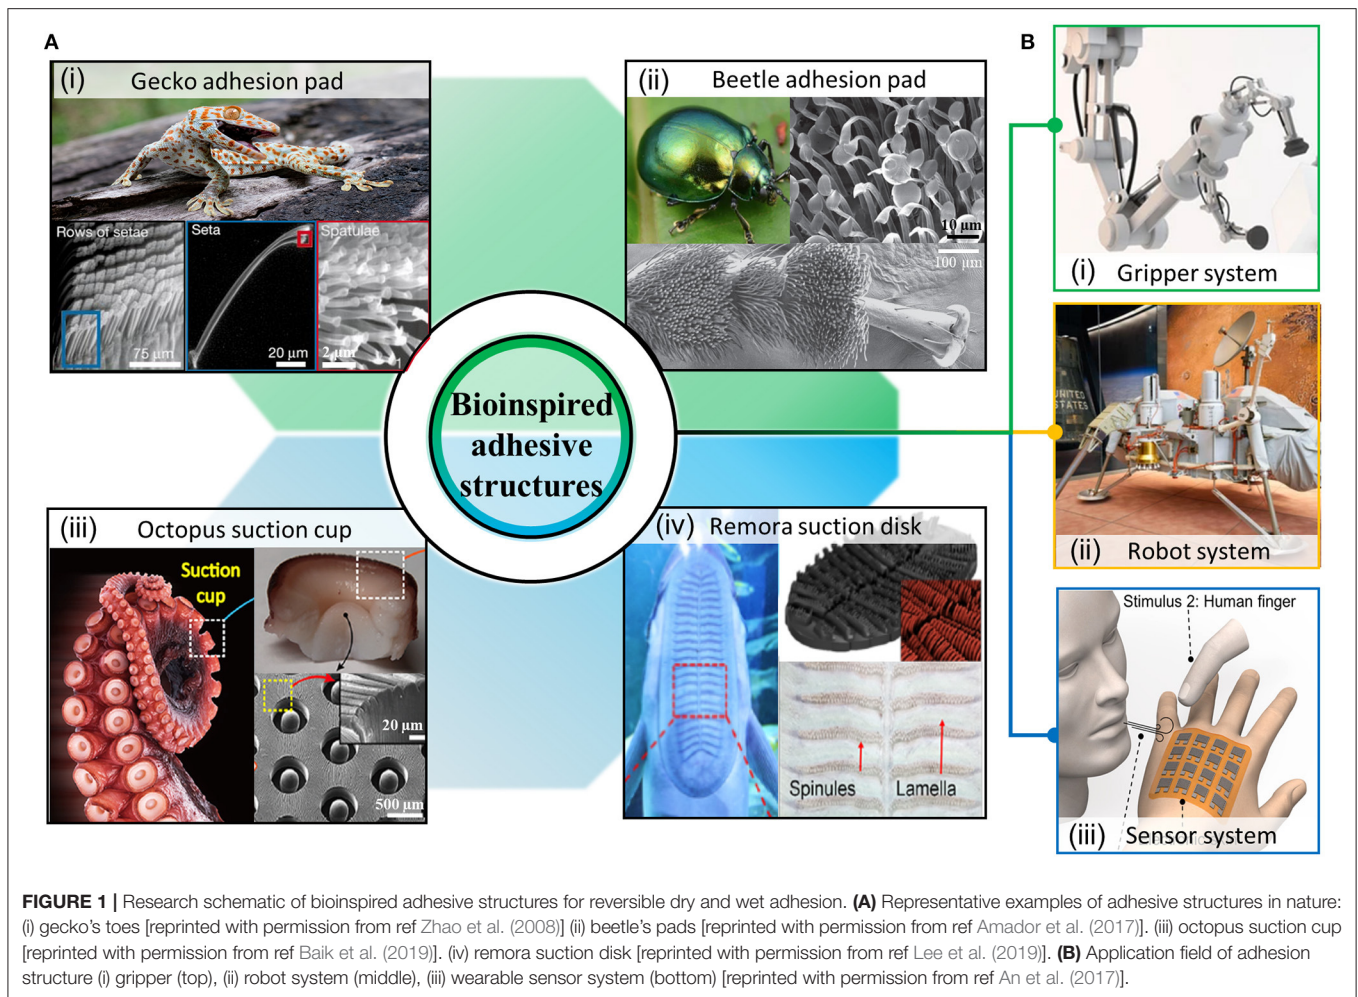 A
(i) Gecko adhesion pad
Rows of setae
75 μm
Seta
20 μm
Spatulae
2 μm
(ii) Beetle adhesion pad
10 μm
100 μm
Bioinspired
adhesive
structures
(iii) Octopus suction cup
Suction
cup
20 μm
500 μm
(iv) Remora suction disk
Spinules
Lamella
B
(i) Gripper system
UNITED
STATES
(ii) Robot system
Stimulus 2: Human finger
(iii) Sensor system
FIGURE 1 | Research schematic of bioinspired adhesive structures for reversible dry and wet adhesion. (A) Representative examples of adhesive structures in nature:
(i) gecko's toes [reprinted with permission from ref Zhao et al. (2008)] (ii) beetle's pads [reprinted with permission from ref Amador et al. (2017)]. (iii) octopus suction cup
[reprinted with permission from ref Baik et al. (2019)]. (iv) remora suction disk [reprinted with permission from ref Lee et al. (2019)]. (B) Application field of adhesion
structure (i) gripper (top), (ii) robot system (middle), (iii) wearable sensor system (bottom) [reprinted with permission from ref An et al. (2017)].